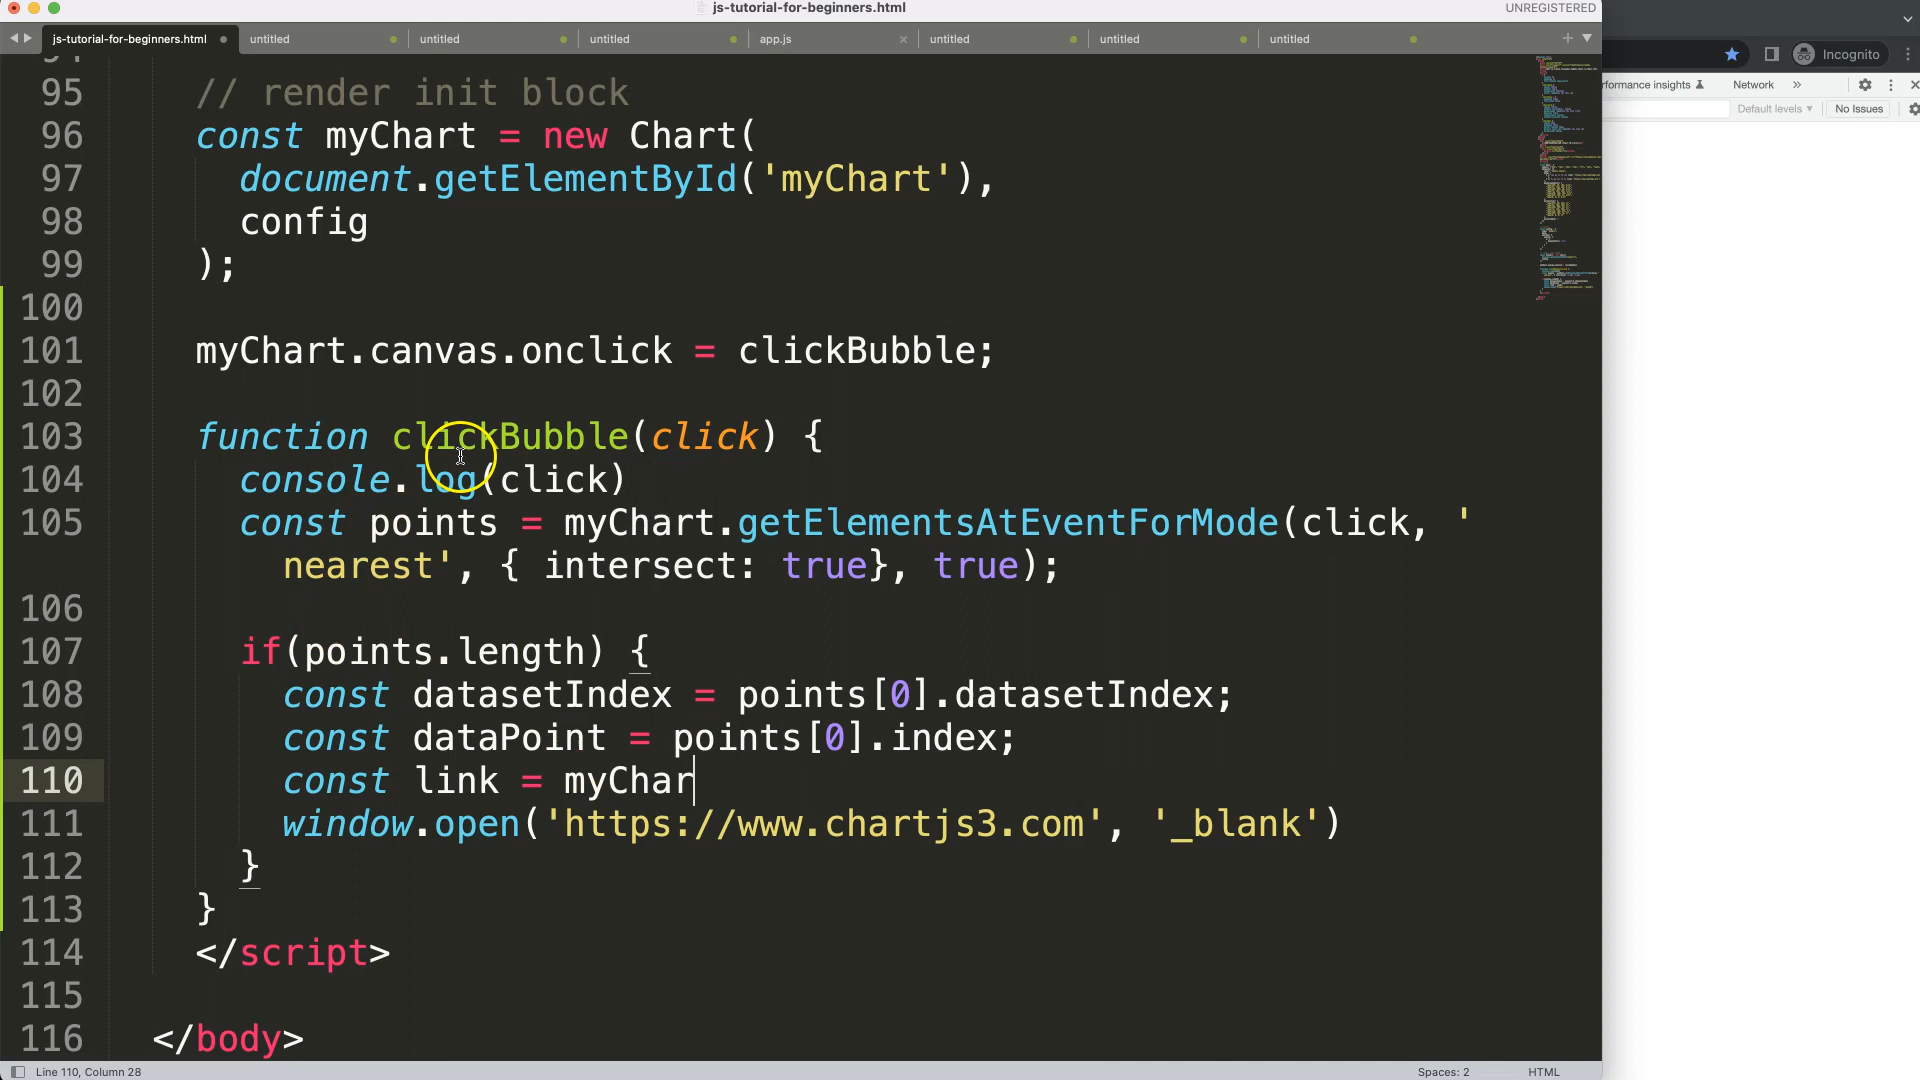 js-tutorial-for-beginners.html
UNREGISTERED
js-tutorial-for-beginners.html untitled untitled untitled app.js untitled untitled untitled
Incognito
rformance insights Network »
Default levels ▾ No Issues
95 // render init block
96 const myChart = new Chart(
97 document.getElementById('myChart'),
98 config
99 );
100
101 myChart.canvas.onclick = clickBubble;
102
103 function clickBubble(click) {
104 console.log(click)
105 const points = myChart.getElementsAtEventForMode(click, '
nearest', { intersect: true}, true);
106
107 if(points.length) {
108 const datasetIndex = points[0].datasetIndex;
109 const dataPoint = points[0].index;
110 const link = myChar
111 window.open('https://www.chartjs3.com', '_blank')
112 }
113 }
114 </script>
115
116 </body>
Line 110, Column 28
Spaces: 2 HTML